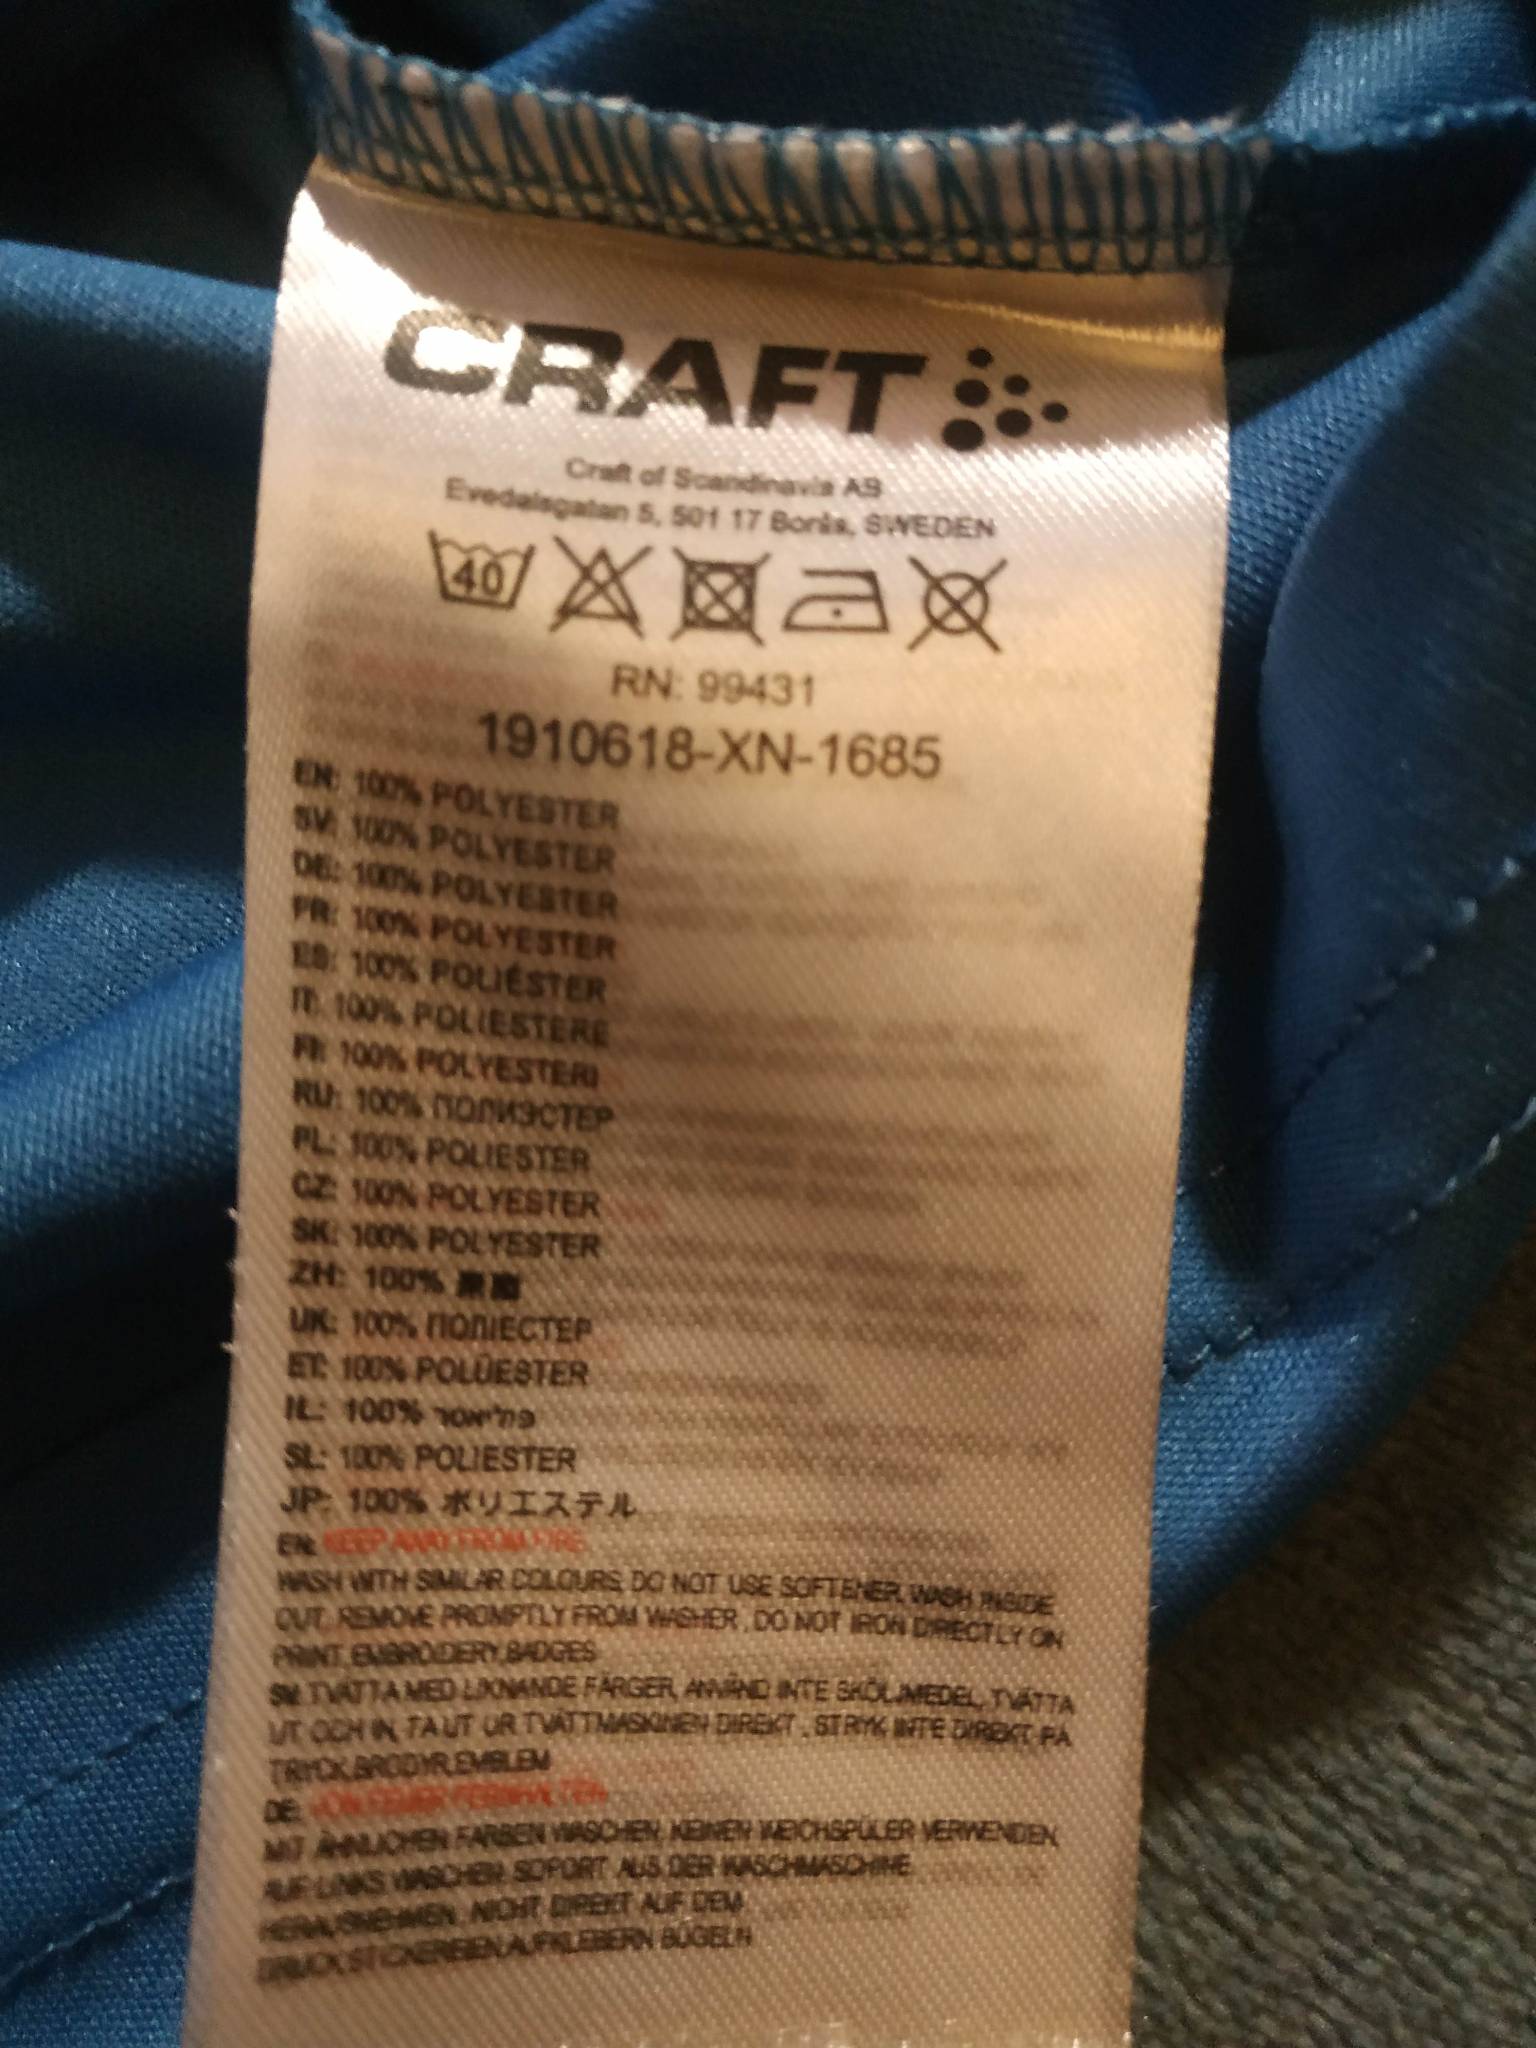 CRAFT
Craft of Scandinavia AB
Evedalsgatan 5, 501 17 Borås, SWEDEN
40
RN: 99431
1910618-XN-1685
EN: 100% POLYESTER
SV: 100% POLYESTER
DE: 100% POLYESTER
FR: 100% POLYESTER
ES: 100% POLIÉSTER
IT: 100% POLIESTERE
FI: 100% POLYESTERI
RU: 100% ПОЛИЭСТЕР
PL: 100% POLIESTER
CZ: 100% POLYESTER
SK: 100% POLYESTER
ZH: 100% 聚酯
UK: 100% ПОЛІЕСТЕР
ET: 100% POLÜESTER
IL: 100% פוליאסטר
SL: 100% POLIESTER
JP: 100% ポリエステル
EN: KEEP AWAY FROM FIRE
WASH WITH SIMILAR COLOURS, DO NOT USE SOFTENER, WASH INSIDE
OUT, REMOVE PROMPTLY FROM WASHER, DO NOT IRON DIRECTLY ON
PRINT, EMBROIDERY, BADGES
SV: TVÄTTA MED LIKNANDE FÄRGER, ANVÄND INTE SKÖLJMEDEL, TVÄTTA
UT OCH IN, TA UT UR TVÄTTMASKINEN DIREKT, STRYK INTE DIREKT PÅ
TRYCK, BRODYR, EMBLEM
DE: VON FEUER FERNHALTEN
MIT ÄHNLICHEN FARBEN WASCHEN, KEINEN WEICHSPÜLER VERWENDEN,
AUF LINKS WASCHEN. SOFORT AUS DER WASCHMASCHINE
HERAUSNEHMEN, NICHT DIREKT AUF DEM
DRUCK, STICKEREIEN, AUFKLEBERN BÜGELN